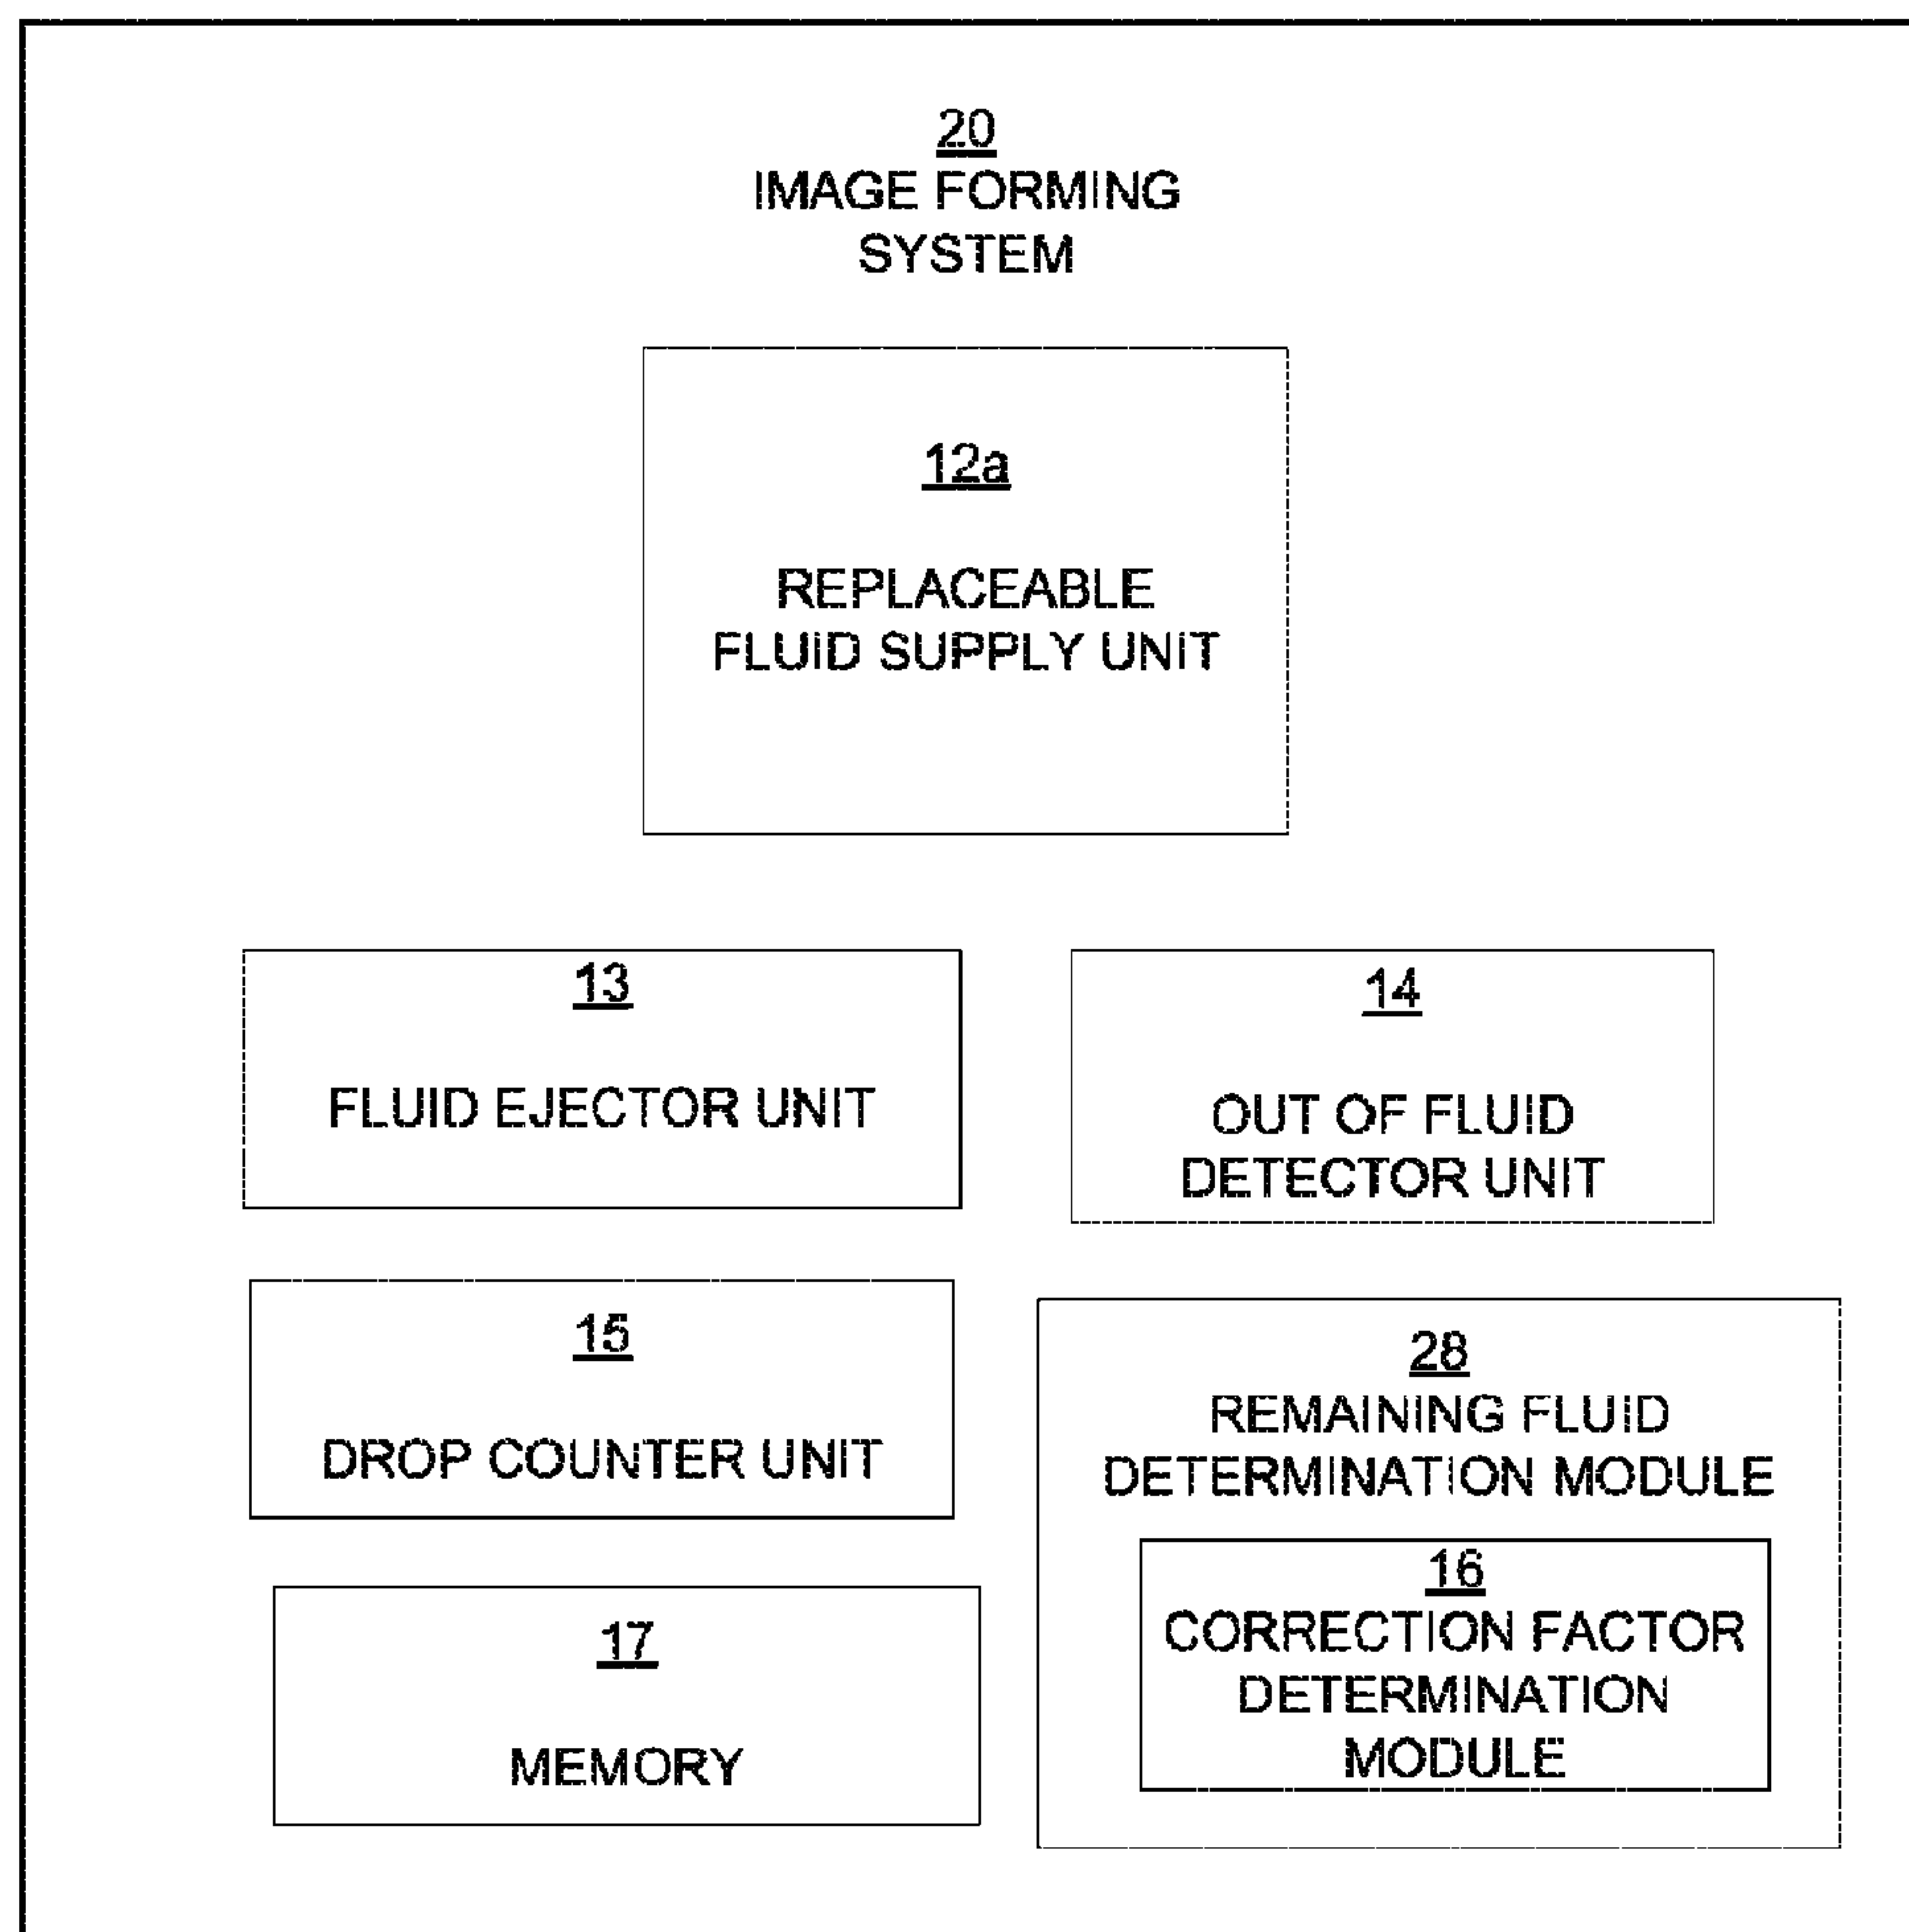 20
IMAGE FORMING
SYSTEM
12a
REPLACEABLE
FLUID SUPPLY UNIT
13
FLUID EJECTOR UNIT
14
OUT OF FLUID
DETECTOR UNIT
15
DROP COUNTER UNIT
28
REMAINING FLUID
DETERMINATION MODULE
16
CORRECTION FACTOR
DETERMINATION
MODULE
17
MEMORY